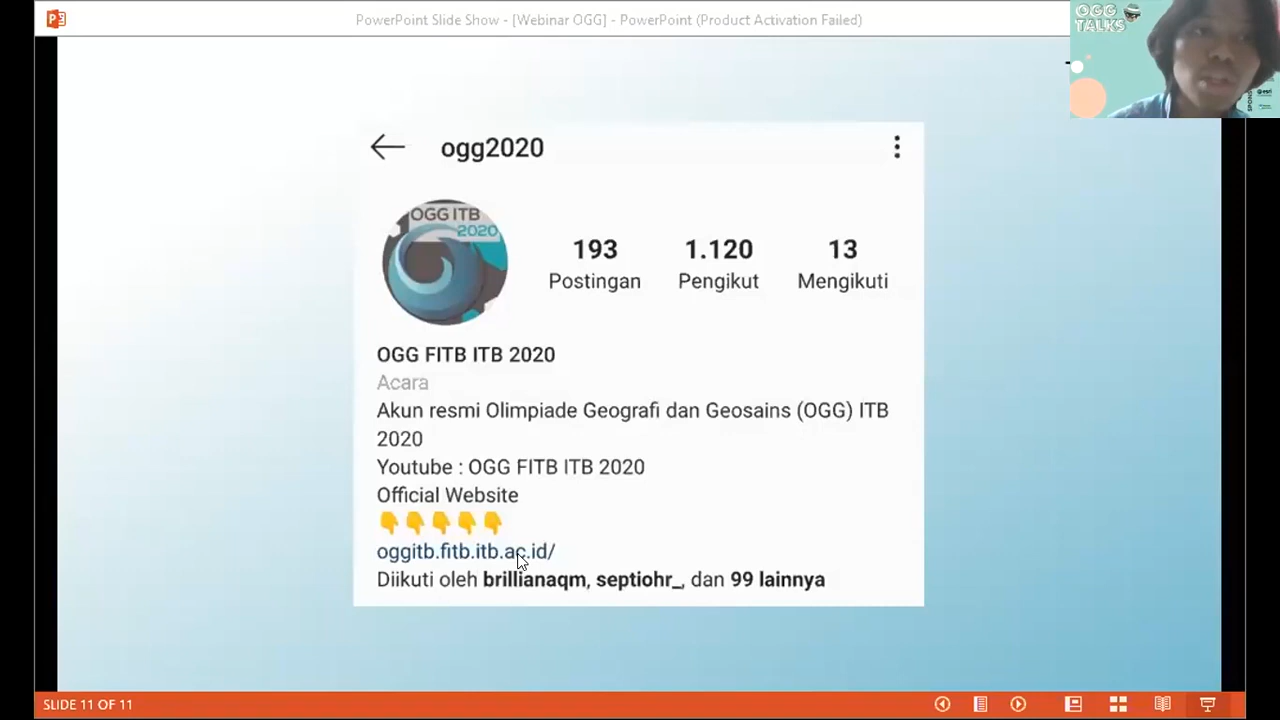 PowerPoint Slide Show - [Webinar OGG] - PowerPoint (Product Activation Failed)
OGG
TALKS
SPONS
esri
ogg2020
OGG ITB
2020
193 1.120 13
Postingan Pengikut Mengikuti
OGG FITB ITB 2020
Acara
Akun resmi Olimpiade Geografi dan Geosains (OGG) ITB
2020
Youtube : OGG FITB ITB 2020
Official Website
👇👇👇👇👇
oggitb.fitb.itb.ac.id/
Diikuti oleh brillianaqm, septiohr_, dan 99 lainnya
SLIDE 11 OF 11